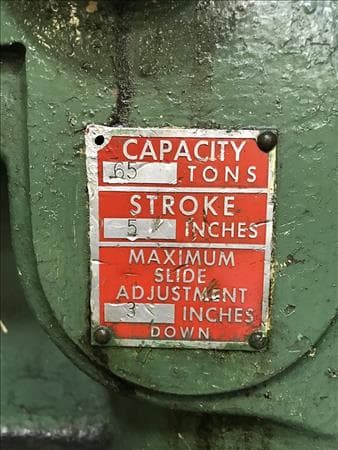 CAPACITY
65 TONS
STROKE
5 INCHES
MAXIMUM
SLIDE
ADJUSTMENT
3 INCHES
DOWN